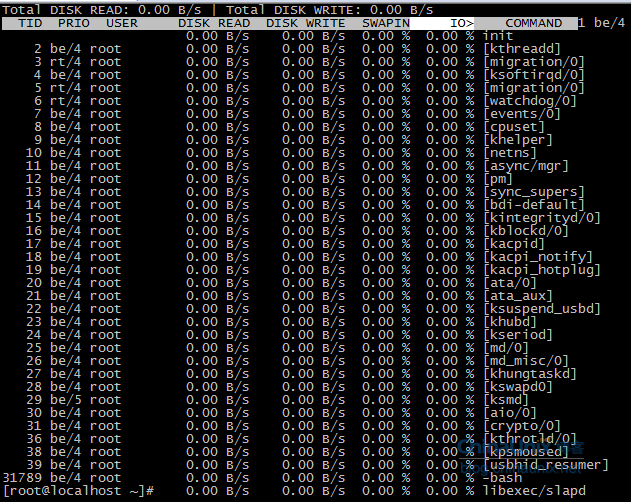 Total DISK READ: 0.00 B/s | Total DISK WRITE: 0.00 B/s
TID PRIO USER DISK READ DISK WRITE SWAPIN IO> COMMAND 1 be/4
0.00 B/s 0.00 B/s 0.00 % 0.00 % init
2 be/4 root 0.00 B/s 0.00 B/s 0.00 % 0.00 % [kthreadd]
3 rt/4 root 0.00 B/s 0.00 B/s 0.00 % 0.00 % [migration/0]
4 be/4 root 0.00 B/s 0.00 B/s 0.00 % 0.00 % [ksoftirqd/0]
5 rt/4 root 0.00 B/s 0.00 B/s 0.00 % 0.00 % [migration/0]
6 rt/4 root 0.00 B/s 0.00 B/s 0.00 % 0.00 % [watchdog/0]
7 be/4 root 0.00 B/s 0.00 B/s 0.00 % 0.00 % [events/0]
8 be/4 root 0.00 B/s 0.00 B/s 0.00 % 0.00 % [cpuset]
9 be/4 root 0.00 B/s 0.00 B/s 0.00 % 0.00 % [khelper]
10 be/4 root 0.00 B/s 0.00 B/s 0.00 % 0.00 % [netns]
11 be/4 root 0.00 B/s 0.00 B/s 0.00 % 0.00 % [async/mgr]
12 be/4 root 0.00 B/s 0.00 B/s 0.00 % 0.00 % [pm]
13 be/4 root 0.00 B/s 0.00 B/s 0.00 % 0.00 % [sync_supers]
14 be/4 root 0.00 B/s 0.00 B/s 0.00 % 0.00 % [bdi-default]
15 be/4 root 0.00 B/s 0.00 B/s 0.00 % 0.00 % [kintegrityd/0]
16 be/4 root 0.00 B/s 0.00 B/s 0.00 % 0.00 % [kblockd/0]
17 be/4 root 0.00 B/s 0.00 B/s 0.00 % 0.00 % [kacpid]
18 be/4 root 0.00 B/s 0.00 B/s 0.00 % 0.00 % [kacpi_notify]
19 be/4 root 0.00 B/s 0.00 B/s 0.00 % 0.00 % [kacpi_hotplug]
20 be/4 root 0.00 B/s 0.00 B/s 0.00 % 0.00 % [ata/0]
21 be/4 root 0.00 B/s 0.00 B/s 0.00 % 0.00 % [ata_aux]
22 be/4 root 0.00 B/s 0.00 B/s 0.00 % 0.00 % [ksuspend_usbd]
23 be/4 root 0.00 B/s 0.00 B/s 0.00 % 0.00 % [khubd]
24 be/4 root 0.00 B/s 0.00 B/s 0.00 % 0.00 % [kseriod]
25 be/4 root 0.00 B/s 0.00 B/s 0.00 % 0.00 % [md/0]
26 be/4 root 0.00 B/s 0.00 B/s 0.00 % 0.00 % [md_misc/0]
27 be/4 root 0.00 B/s 0.00 B/s 0.00 % 0.00 % [khungtaskd]
28 be/4 root 0.00 B/s 0.00 B/s 0.00 % 0.00 % [kswapd0]
29 be/5 root 0.00 B/s 0.00 B/s 0.00 % 0.00 % [ksmd]
30 be/4 root 0.00 B/s 0.00 B/s 0.00 % 0.00 % [aio/0]
31 be/4 root 0.00 B/s 0.00 B/s 0.00 % 0.00 % [crypto/0]
36 be/4 root 0.00 B/s 0.00 B/s 0.00 % 0.00 % [kthrotld/0]
38 be/4 root 0.00 B/s 0.00 B/s 0.00 % 0.00 % [kpsmoused]
39 be/4 root 0.00 B/s 0.00 B/s 0.00 % 0.00 % [usbhid_resumer]
31789 be/4 root 0.00 B/s 0.00 B/s 0.00 % 0.00 % -bash
[root@localhost ~]# 0.00 B/s 0.00 B/s 0.00 % 0.00 % libexec/slapd